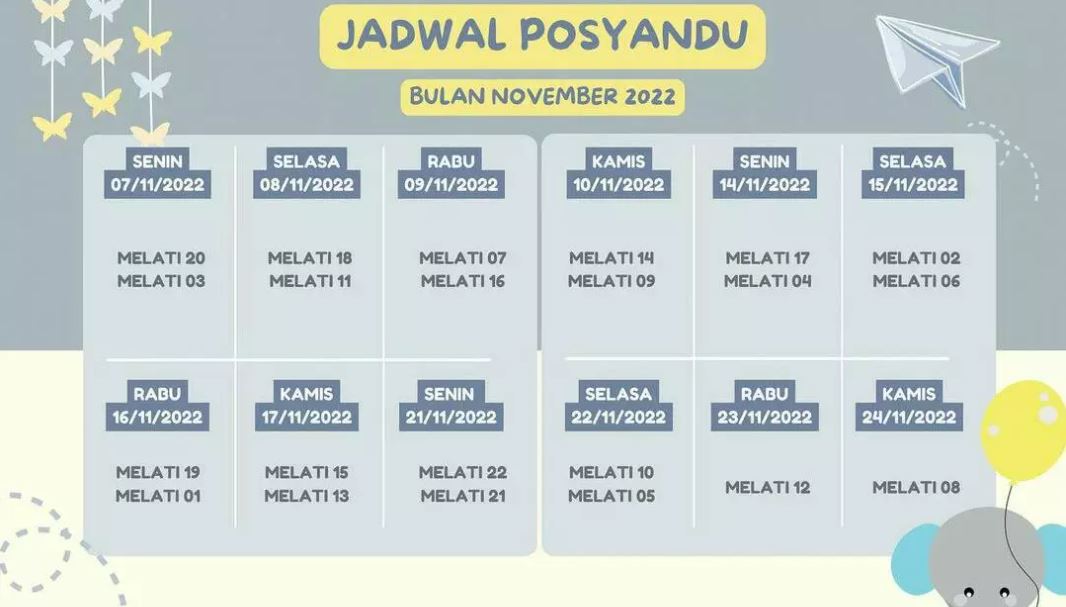 JADWAL POSYANDU
BULAN NOVEMBER 2022
SENIN
07/11/2022
MELATI 20
MELATI 03
SELASA
08/11/2022
MELATI 18
MELATI 11
RABU
09/11/2022
MELATI 07
MELATI 16
KAMIS
10/11/2022
MELATI 14
MELATI 09
SENIN
14/11/2022
MELATI 17
MELATI 04
SELASA
15/11/2022
MELATI 02
MELATI 06
RABU
16/11/2022
MELATI 19
MELATI 01
KAMIS
17/11/2022
MELATI 15
MELATI 13
SENIN
21/11/2022
MELATI 22
MELATI 21
SELASA
22/11/2022
MELATI 10
MELATI 05
RABU
23/11/2022
MELATI 12
KAMIS
24/11/2022
MELATI 08